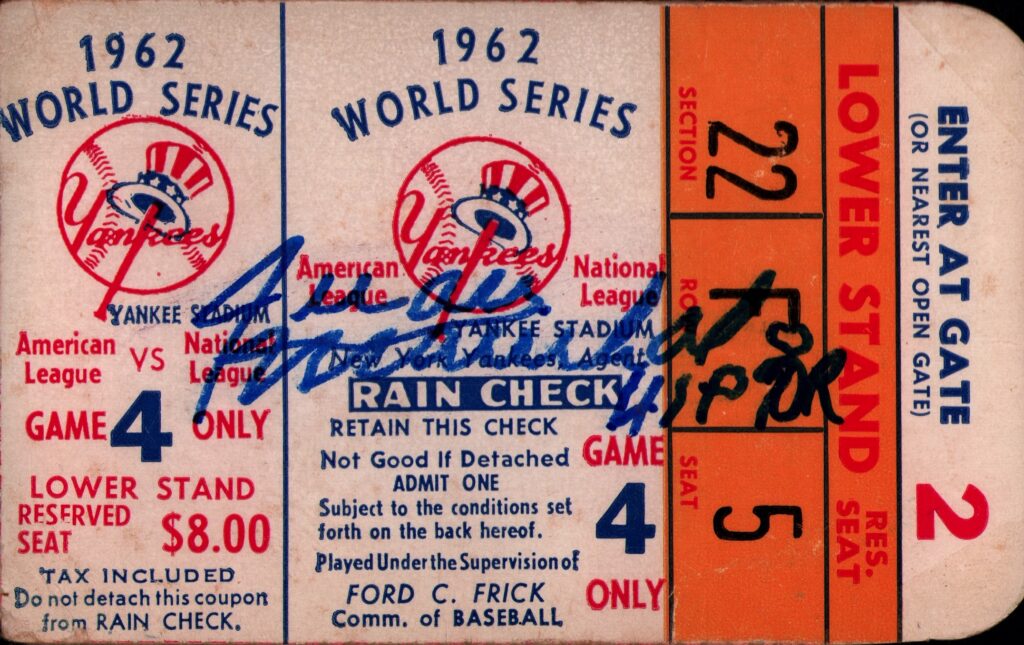 1962
WORLD SERIES
Yankees
YANKEE STADIUM
American League VS National League
GAME 4 ONLY
LOWER STAND
RESERVED SEAT $8.00
TAX INCLUDED
Do not detach this coupon
from RAIN CHECK.
1962
WORLD SERIES
Yankees
American League
National League
YANKEE STADIUM
New York Yankees, Agent
RAIN CHECK
RETAIN THIS CHECK
Not Good If Detached
ADMIT ONE
Subject to the conditions set
forth on the back hereof.
Played Under the Supervision of
FORD C. FRICK
Comm. of BASEBALL
GAME
4
ONLY
SECTION
22
SEAT
5
LOWER STAND
RES.
SEAT
ENTER AT GATE
(OR NEAREST OPEN GATE)
2